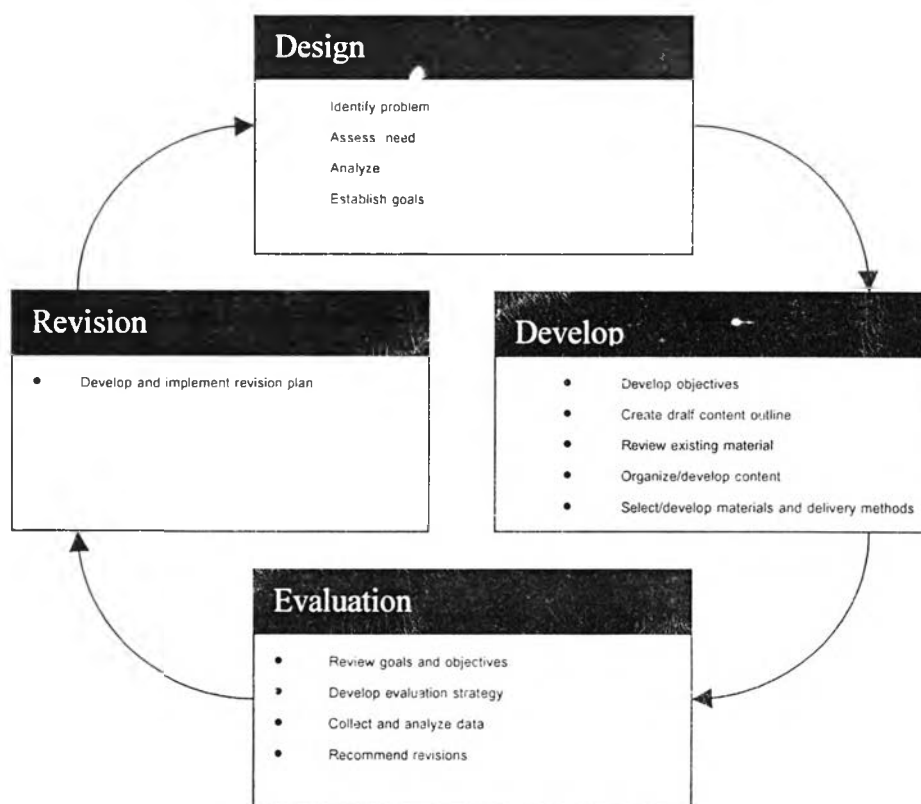 Design
Identify problem
Assess need
Analyze
Establish goals
Revision
• Develop and implement revision plan
Develop
• Develop objectives
• Create dralf content outline
• Review existing material
• Organize/develop content
• Select/develop materials and delivery methods
Evaluation
• Review goals and objectives
• Develop evaluation strategy
• Collect and analyze data
• Recommend revisions